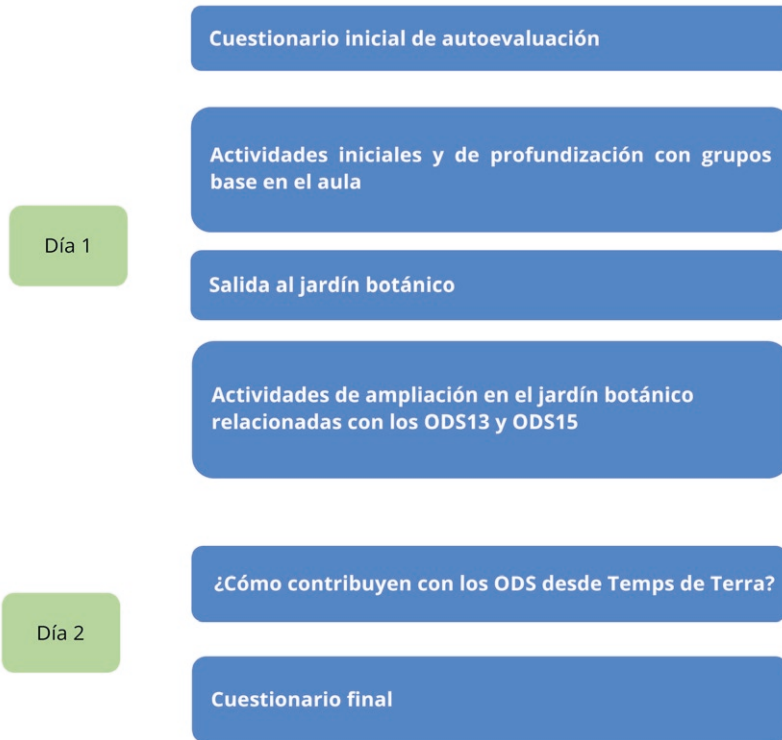 Cuestionario inicial de autoevaluación
Actividades iniciales y de profundización con grupos
base en el aula
Día 1
Salida al jardín botánico
Actividades de ampliación en el jardín botánico
relacionadas con los ODS13 y ODS15
¿Cómo contribuyen con los ODS desde Temps de Terra?
Día 2
Cuestionario final